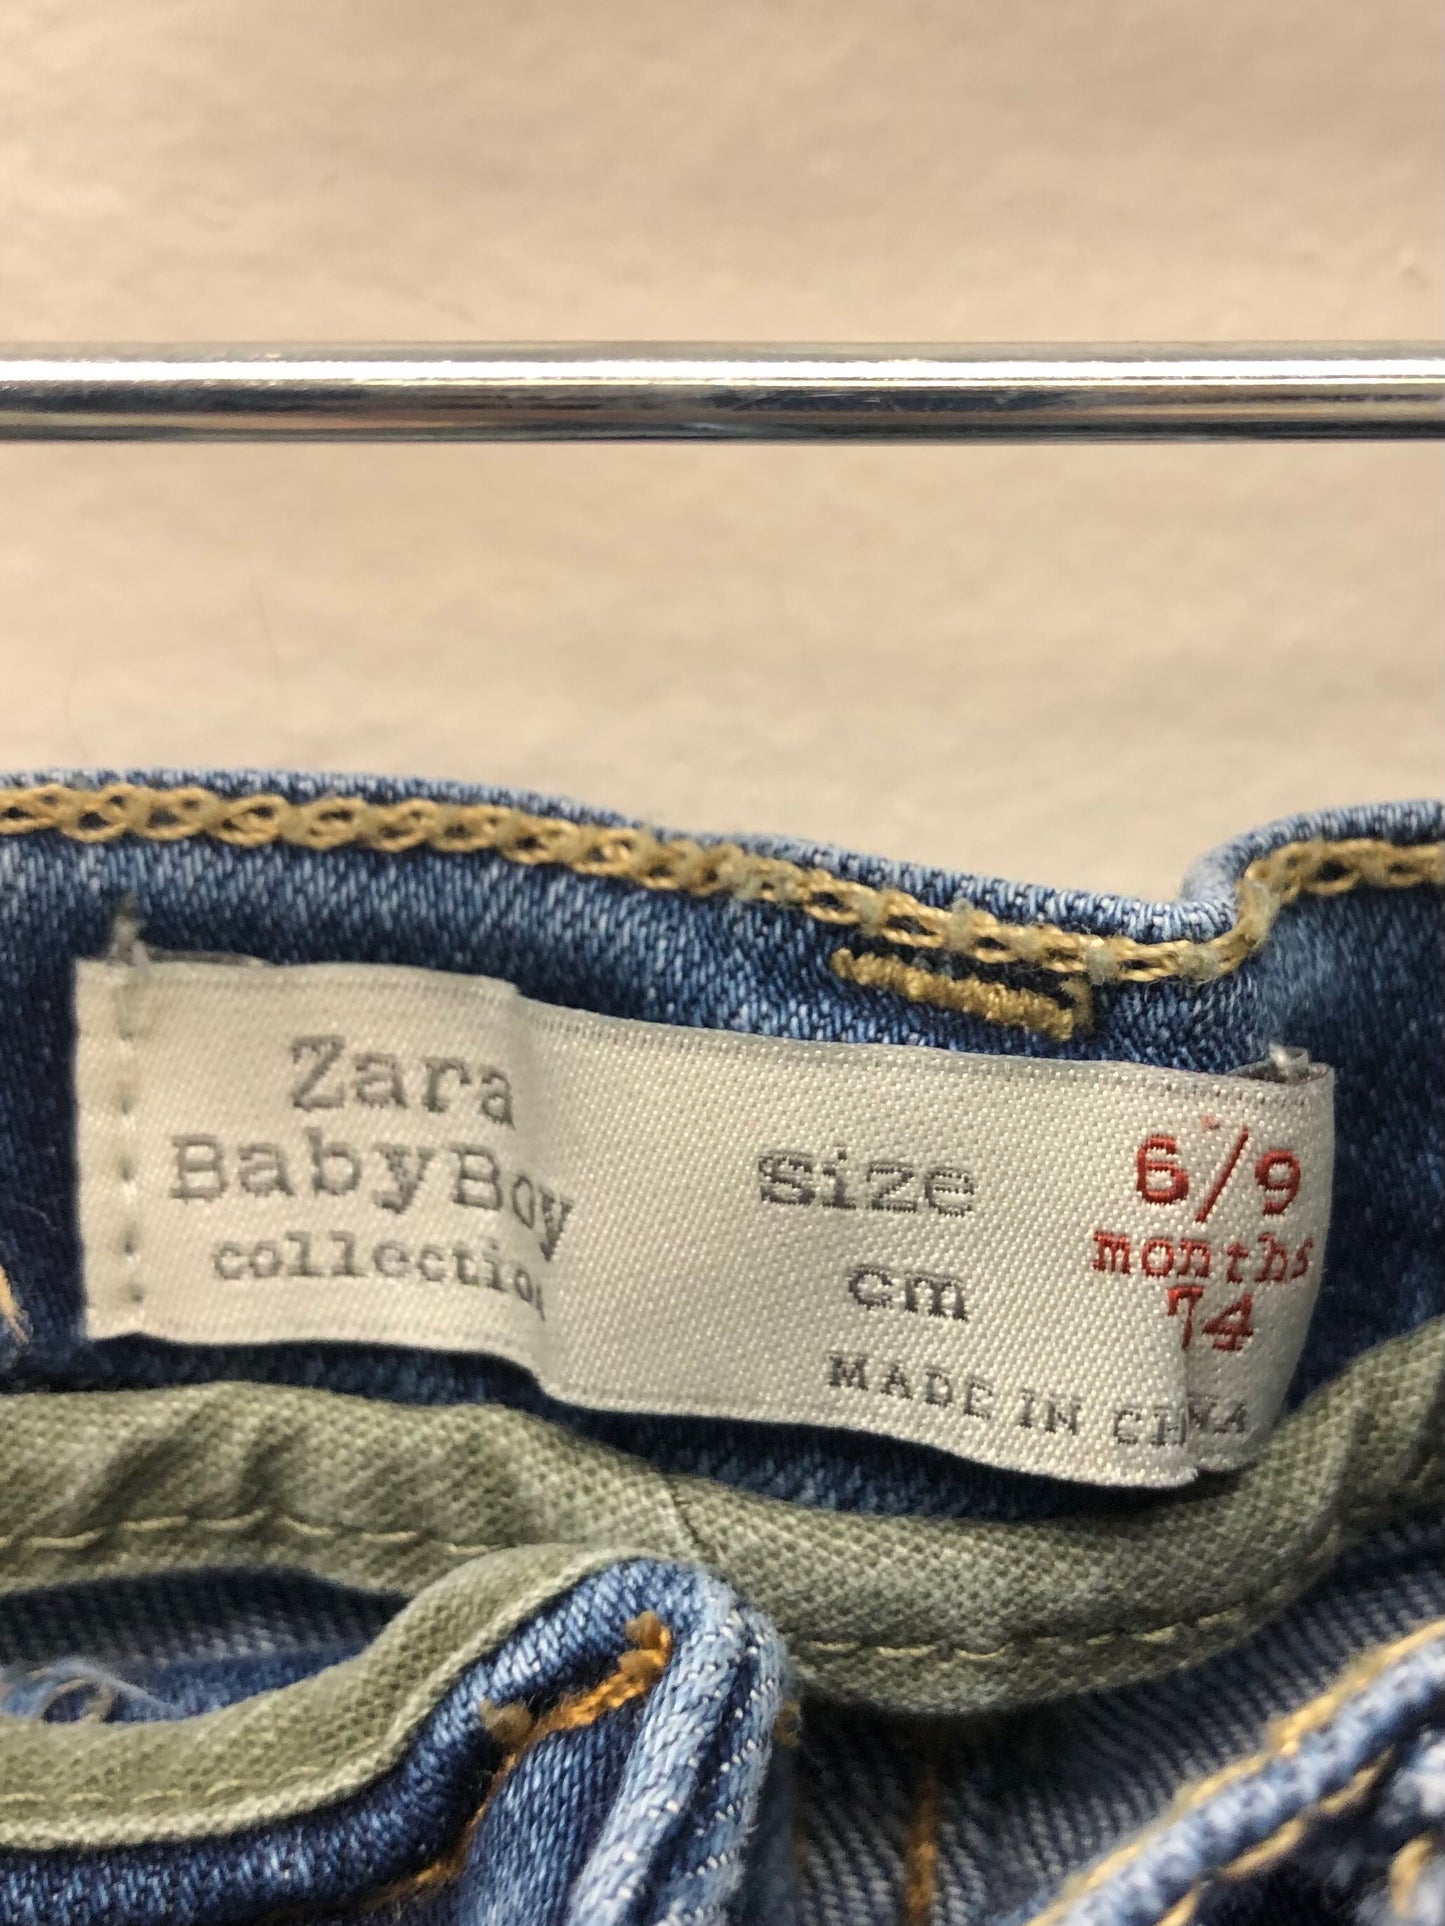 Zara
BabyBoy
collection
size 6/9
months
cm 74
MADE IN CHINA